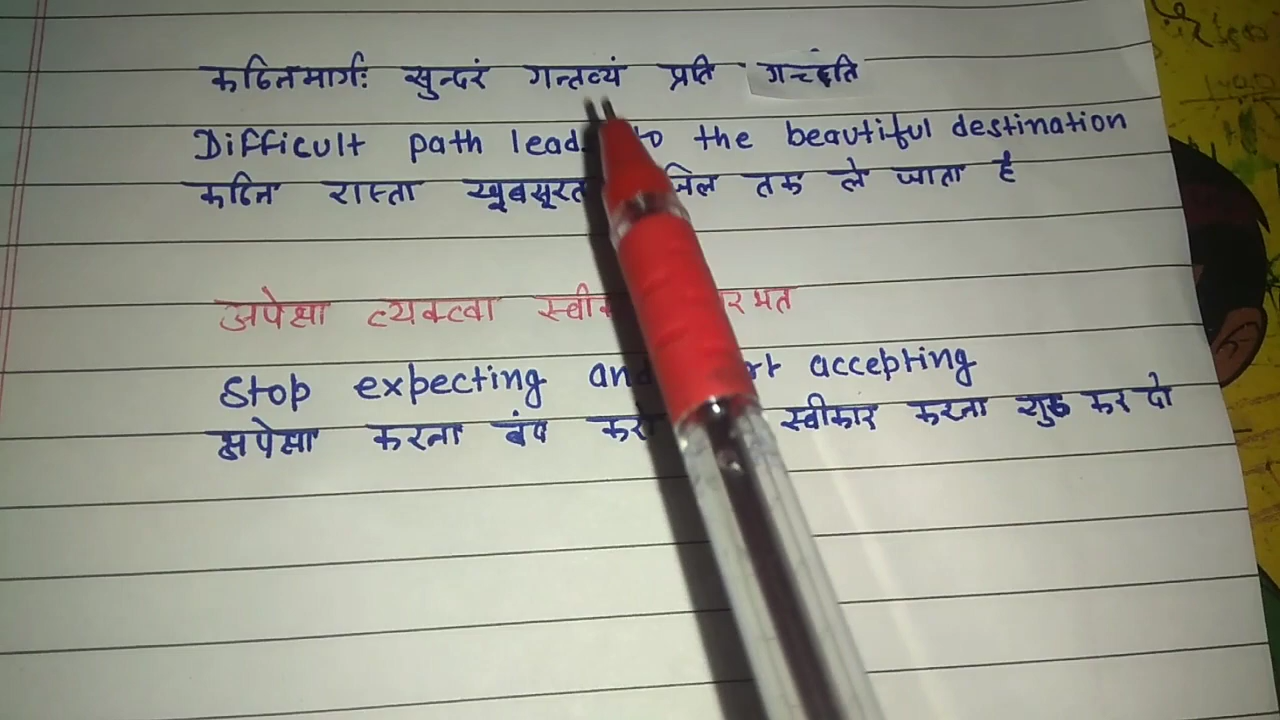 कठिनमार्गः सुन्दरं गन्तव्यं प्रति गच्छति
Difficult path lead to the beautiful destination
कठिन रास्ता खूबसूरत तक ले जाता है
अपेक्षा त्यक्त्वा
Stop expecting accepting
अपेक्षा करना बंद स्वीकार करना शुरू कर दो